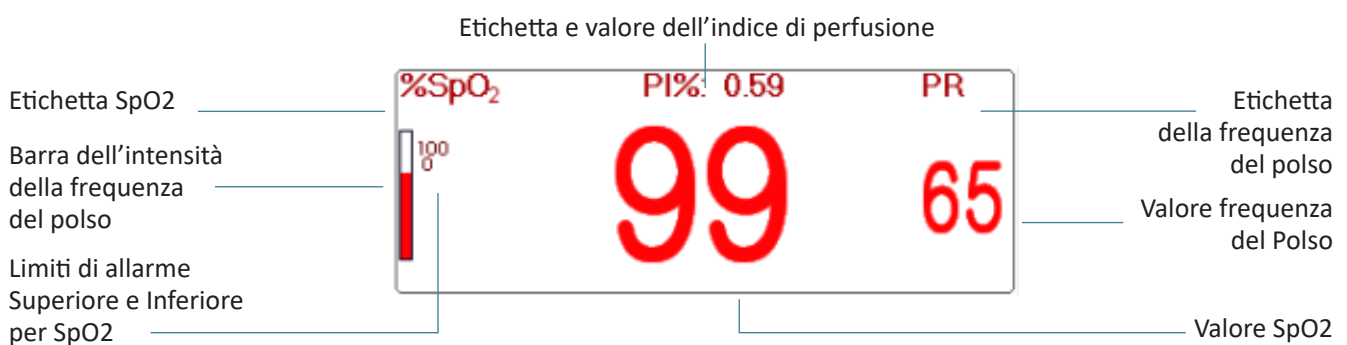 Etichetta e valore dell’indice di perfusione
%SpO₂ PI%: 0.59 PR
Etichetta SpO2
Barra dell’intensità
della frequenza
del polso
Limiti di allarme
Superiore e Inferiore
per SpO2
100
0
99
65
Etichetta
della frequenza
del polso
Valore frequenza
del Polso
Valore SpO2